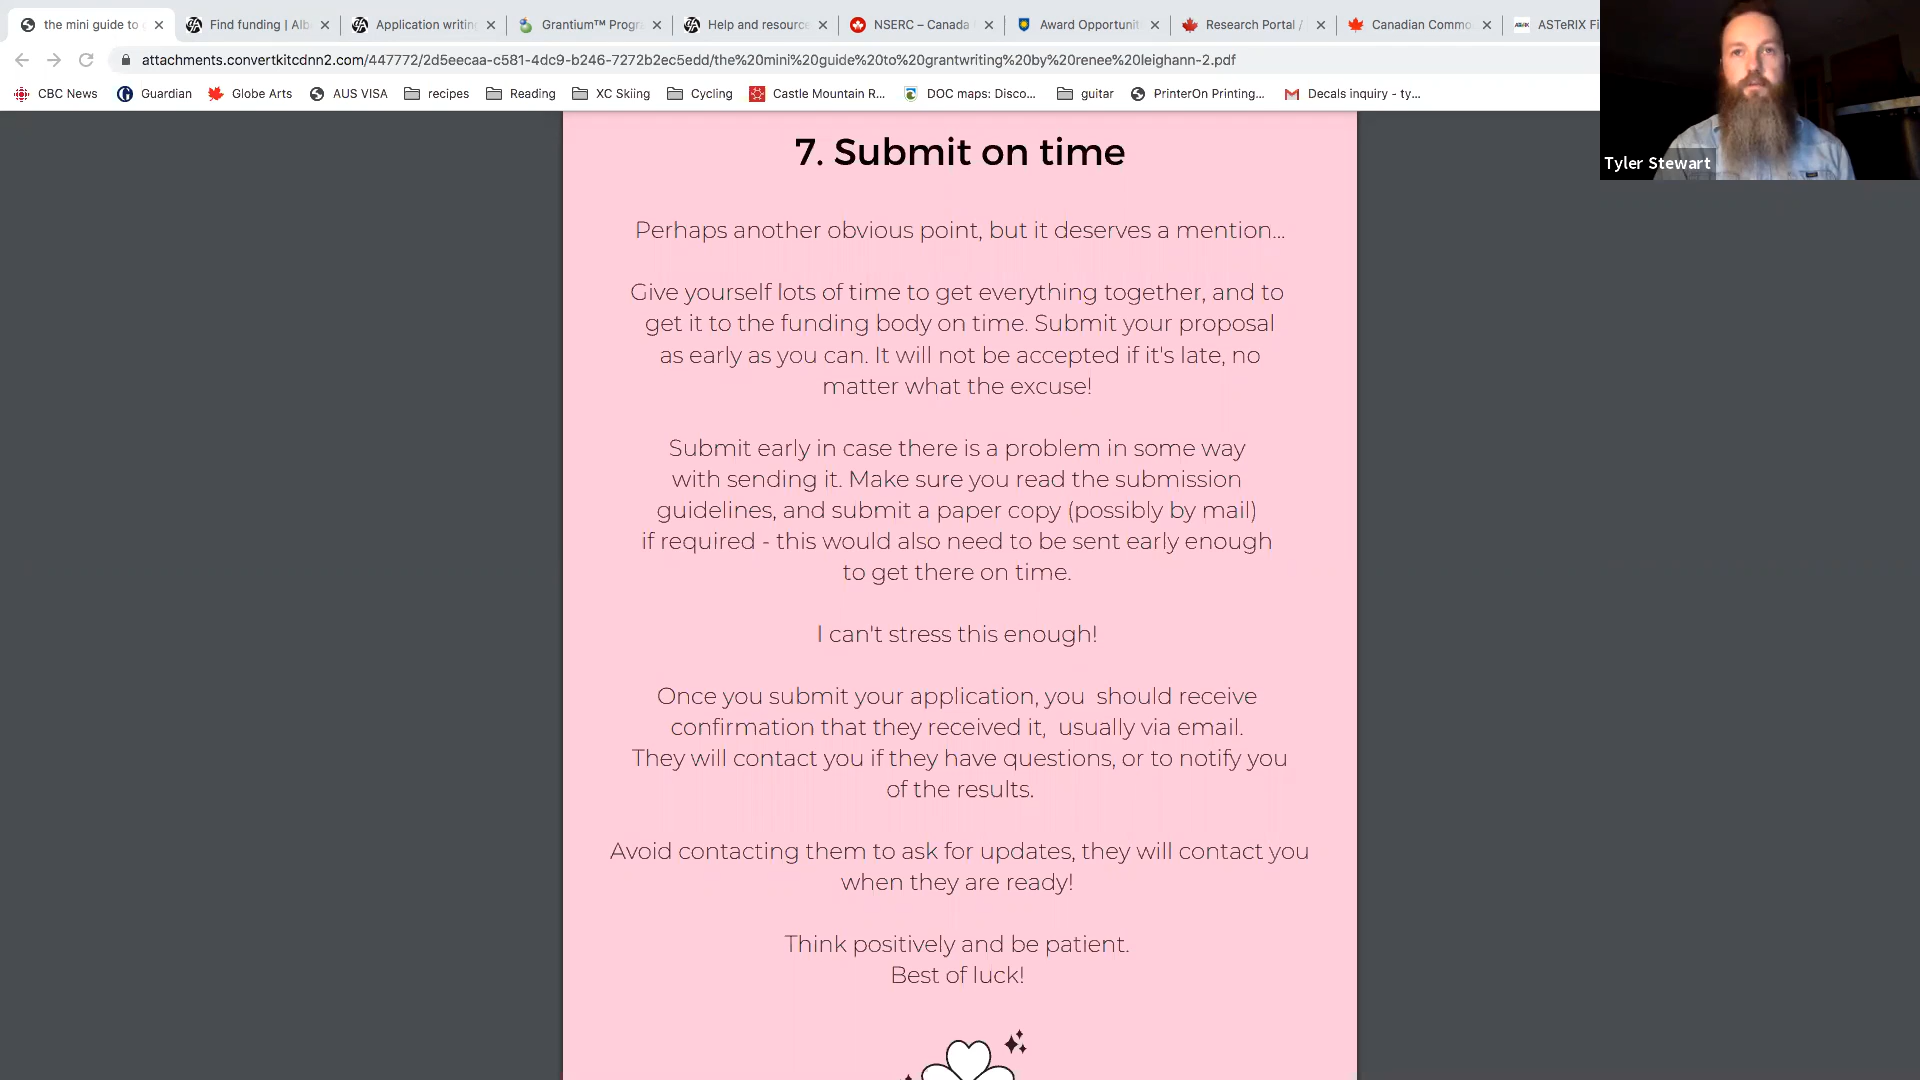 the mini guide to
Find funding | Alb
Application writing
Grantium™ Progr
Help and resource
NSERC – Canada
Award Opportunit
Research Portal /
Canadian Commo
ASTeRIX Fi
attachments.convertkitcdnn2.com/447772/2d5eecaa-c581-4dc9-b246-7272b2ec5edd/the%20mini%20guide%20to%20grantwriting%20by%20renee%20leighann-2.pdf
CBC News
Guardian
Globe Arts
AUS VISA
recipes
Reading
XC Skiing
Cycling
Castle Mountain R...
DOC maps: Disco...
guitar
PrinterOn Printing...
Decals inquiry - ty...
Tyler Stewart
7. Submit on time
Perhaps another obvious point, but it deserves a mention...
Give yourself lots of time to get everything together, and to
get it to the funding body on time. Submit your proposal
as early as you can. It will not be accepted if it's late, no
matter what the excuse!
Submit early in case there is a problem in some way
with sending it. Make sure you read the submission
guidelines, and submit a paper copy (possibly by mail)
if required - this would also need to be sent early enough
to get there on time.
I can't stress this enough!
Once you submit your application, you  should receive
confirmation that they received it,  usually via email.
They will contact you if they have questions, or to notify you
of the results.
Avoid contacting them to ask for updates, they will contact you
when they are ready!
Think positively and be patient.
Best of luck!